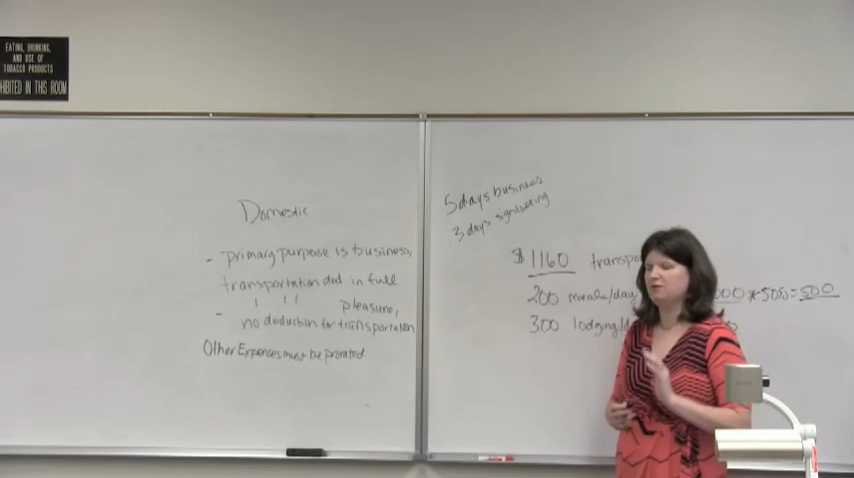 EATING, DRINKING,
AND USE OF
TOBACCO PRODUCTS
HIBITED IN THIS ROOM
Domestic
- primary purpose is business,
transportation ded in full
- " " pleasure,
no deduction for transportation
Other Expenses must be prorated
5 days business
3 days sightseeing
$1160 transpo
200 meals/day 000 * 50% = 500
300 lodging/d